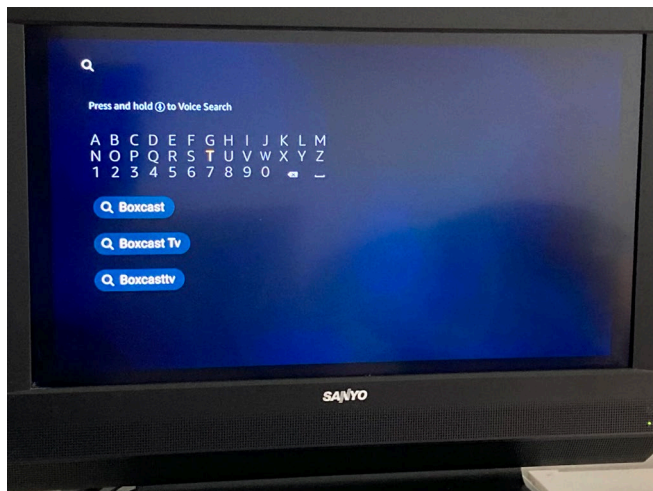 Press and hold to Voice Search
A B C D E F G H I J K L M
N O P Q R S T U V W X Y Z
1 2 3 4 5 6 7 8 9 0
Boxcast
Boxcast Tv
Boxcasttv
SANYO